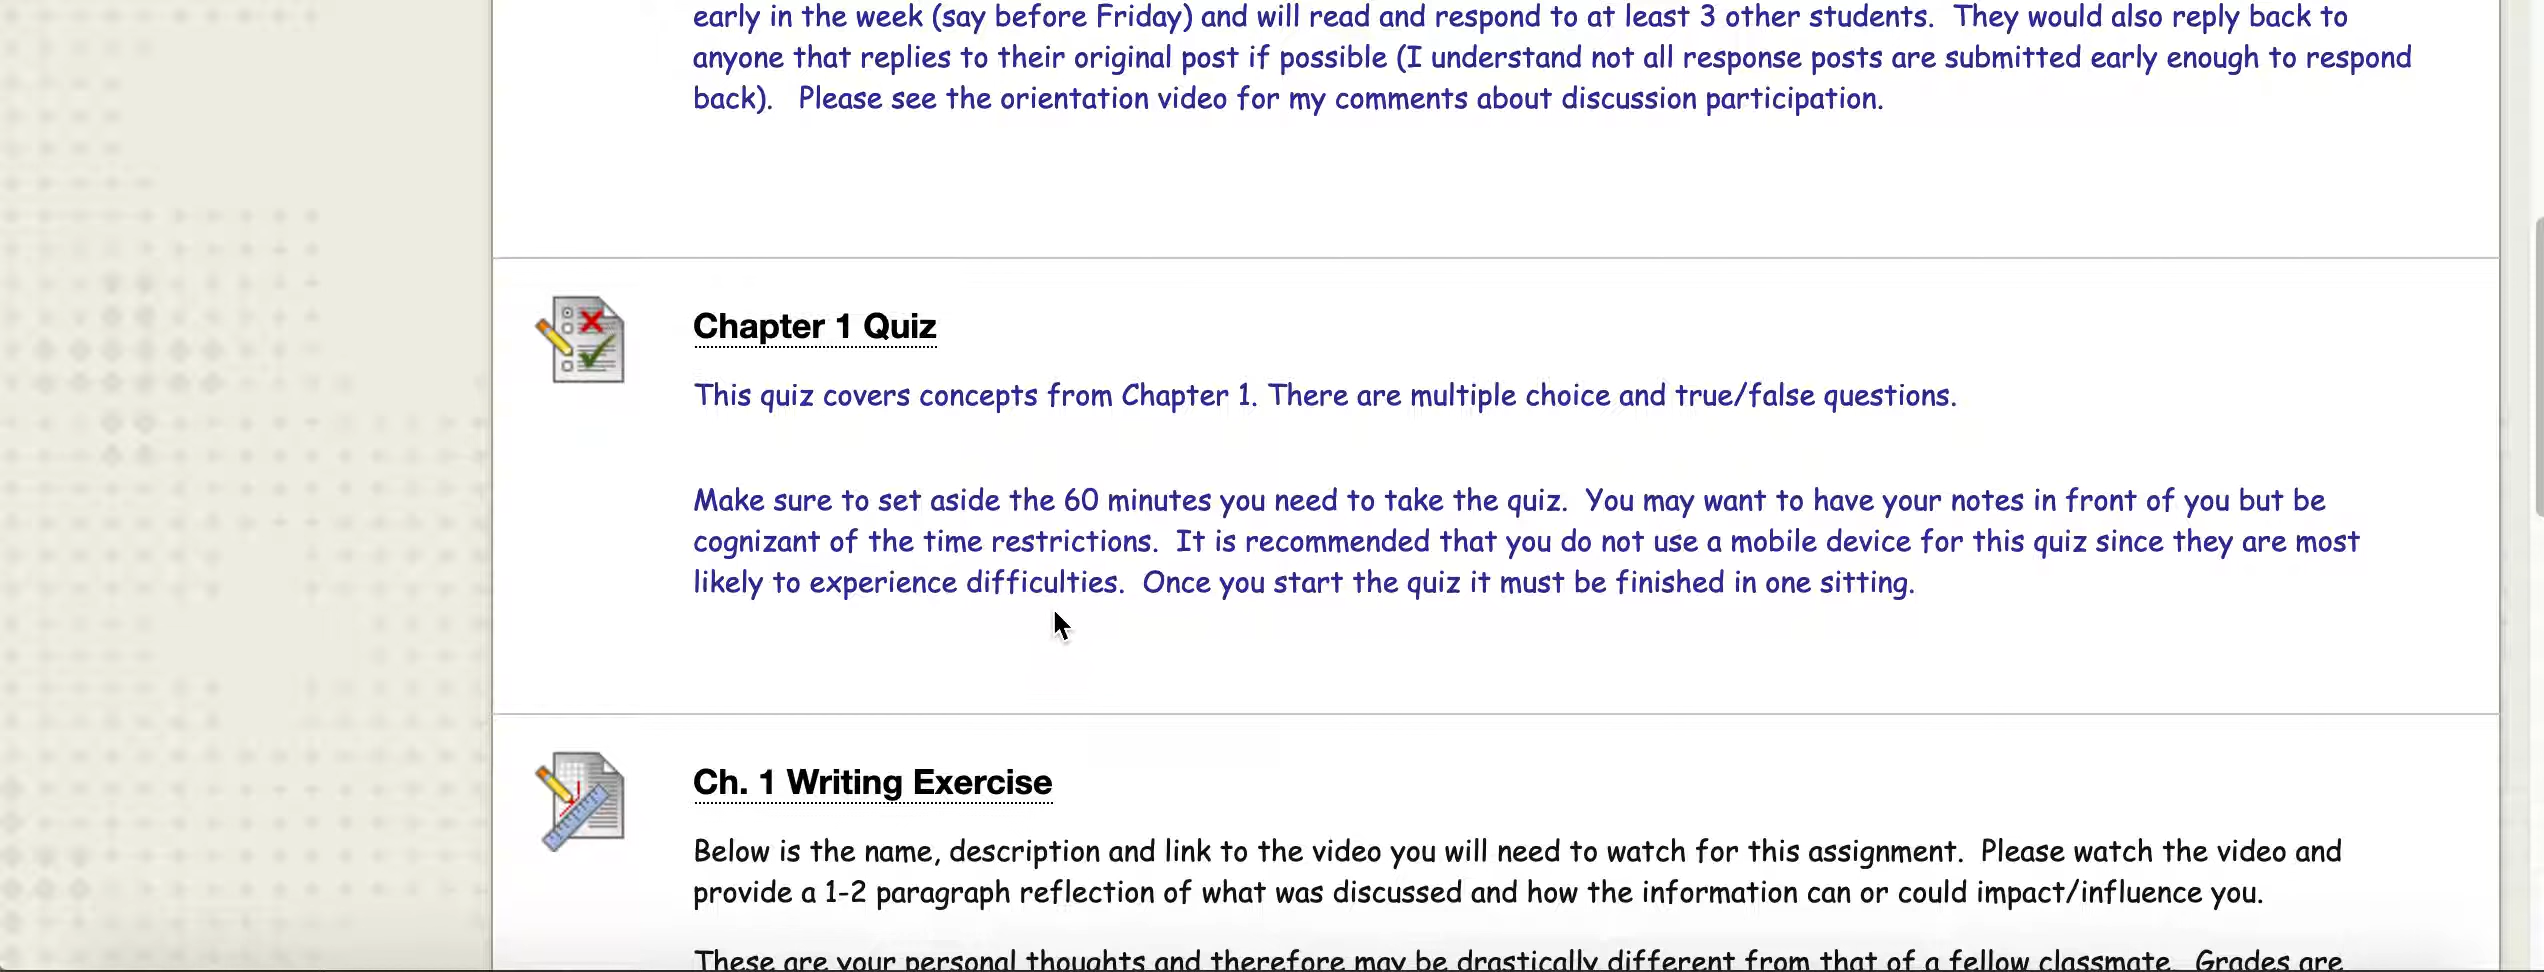 early in the week (say before Friday) and will read and respond to at least 3 other students.  They would also reply back to
anyone that replies to their original post if possible (I understand not all response posts are submitted early enough to respond
back).   Please see the orientation video for my comments about discussion participation.
Chapter 1 Quiz
This quiz covers concepts from Chapter 1. There are multiple choice and true/false questions.
Make sure to set aside the 60 minutes you need to take the quiz.  You may want to have your notes in front of you but be
cognizant of the time restrictions.  It is recommended that you do not use a mobile device for this quiz since they are most
likely to experience difficulties.  Once you start the quiz it must be finished in one sitting.
Ch. 1 Writing Exercise
Below is the name, description and link to the video you will need to watch for this assignment.  Please watch the video and
provide a 1-2 paragraph reflection of what was discussed and how the information can or could impact/influence you.
These are your personal thoughts and therefore may be drastically different from that of a fellow classmate.  Grades are